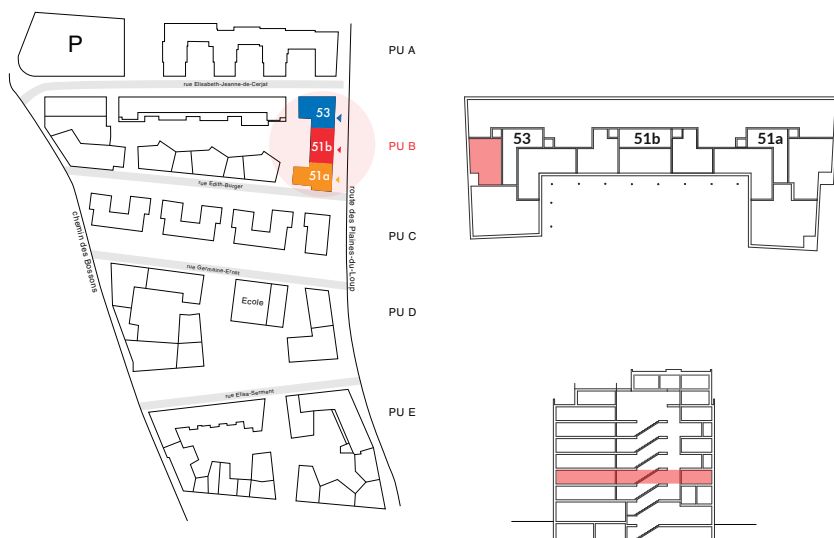 P
PU A
rue Elisabeth-Jeanne-de-Cerjat
53
51b
51a
PU B
rue Edith-Burger
route des Plaines-du-Loup
chemin des Bossons
PU C
rue Germaine-Ernst
Ecole
PU D
rue Elisa-Serment
PU E
53
51b
51a